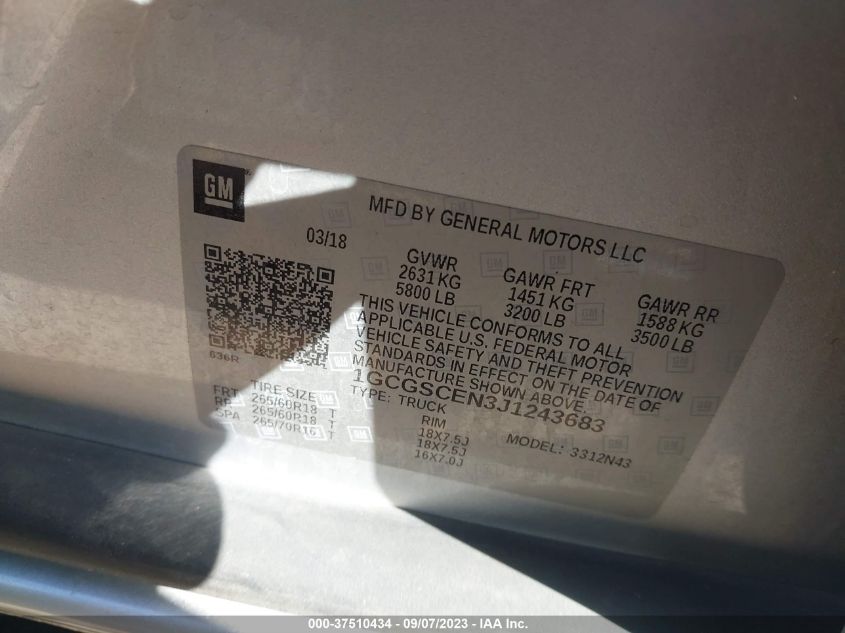 GM
MFD BY GENERAL MOTORS LLC
03/18
GVWR
2631 KG
5800 LB
GAWR FRT
1451 KG
3200 LB
GAWR RR
1588 KG
3500 LB
THIS VEHICLE CONFORMS TO ALL
APPLICABLE U.S. FEDERAL MOTOR
VEHICLE SAFETY AND THEFT PREVENTION
STANDARDS IN EFFECT ON THE DATE OF
MANUFACTURE SHOWN ABOVE.
1GCGSCEN3J1243683
TYPE: TRUCK
MODEL: 3312N43
636R
TIRE SIZE
RIM
FRT 265/60R18 T 18X7.5J
RR 265/60R18 T 18X7.5J
SPA 265/70R16 T 16X7.0J
000-37510434 - 09/07/2023 - IAA Inc.